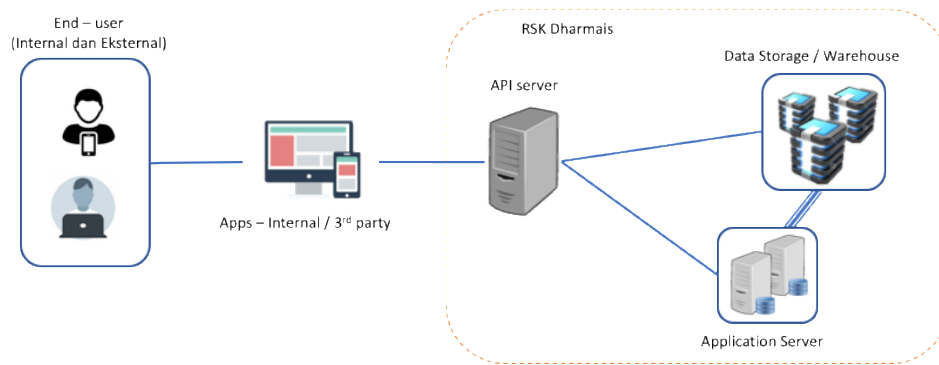 End – user
(Internal dan Eksternal)
RSK Dharmais
Data Storage / Warehouse
API server
Apps – Internal / 3rd party
Application Server